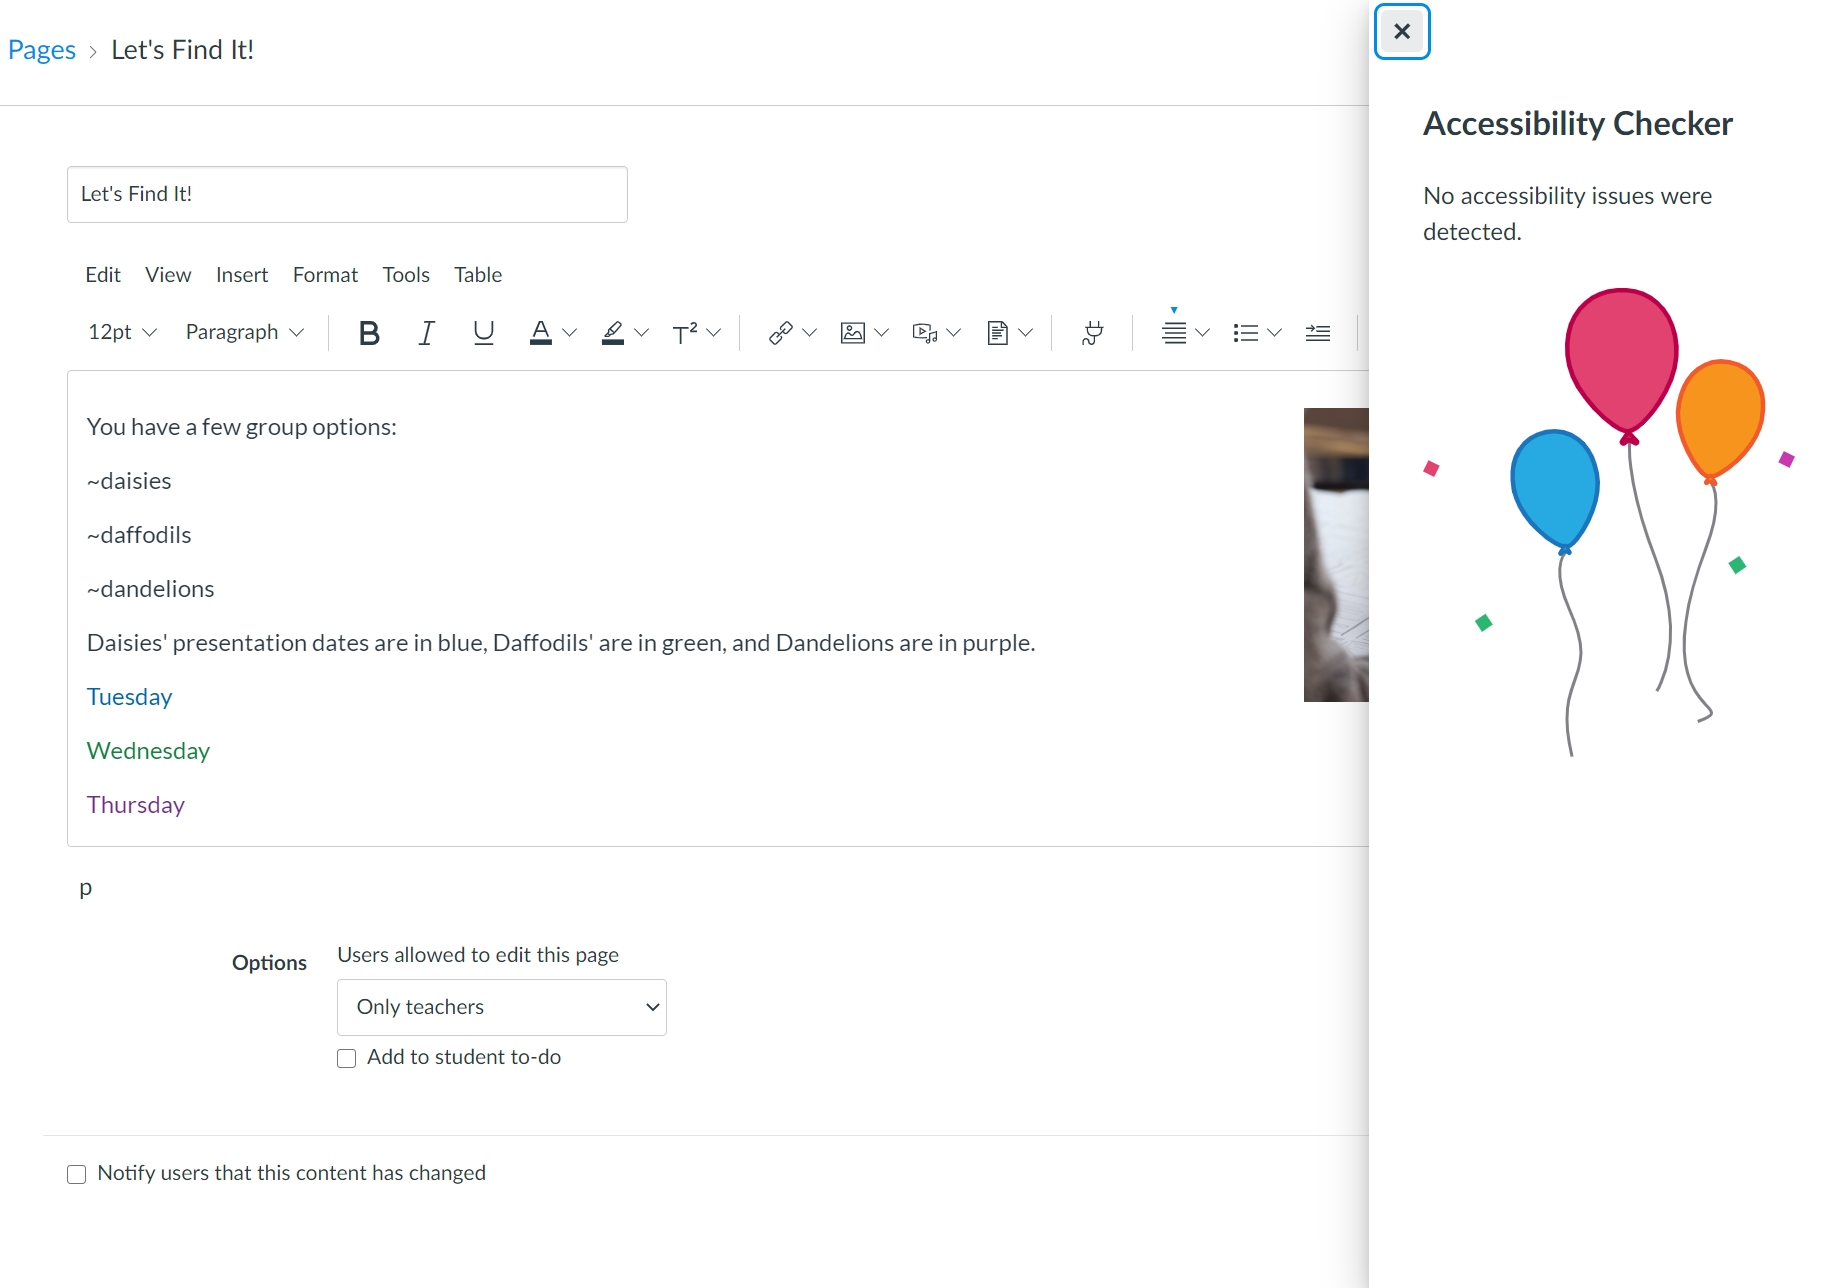 Pages > Let's Find It!
Let's Find It!
Edit View Insert Format Tools Table
12pt Paragraph B I U A T²
You have a few group options:
~daisies
~daffodils
~dandelions
Daisies' presentation dates are in blue, Daffodils' are in green, and Dandelions are in purple.
Tuesday
Wednesday
Thursday
p
Options
Users allowed to edit this page
Only teachers
Add to student to-do
Notify users that this content has changed
Accessibility Checker
No accessibility issues were
detected.